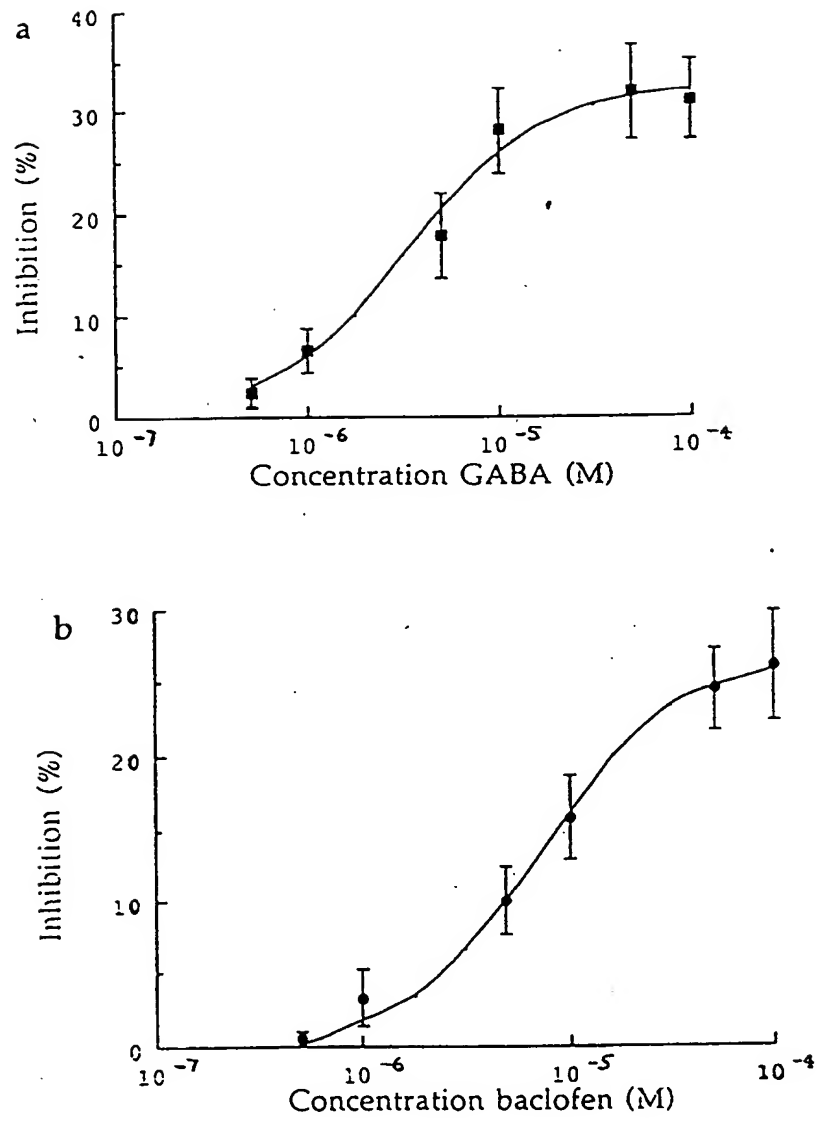 a
40
30
20
10
0
Inhibition (%)
10^-7 10^-6 10^-5 10^-4
Concentration GABA (M)
b
30
20
10
0
Inhibition (%)
10^-7 10^-6 10^-5 10^-4
Concentration baclofen (M)